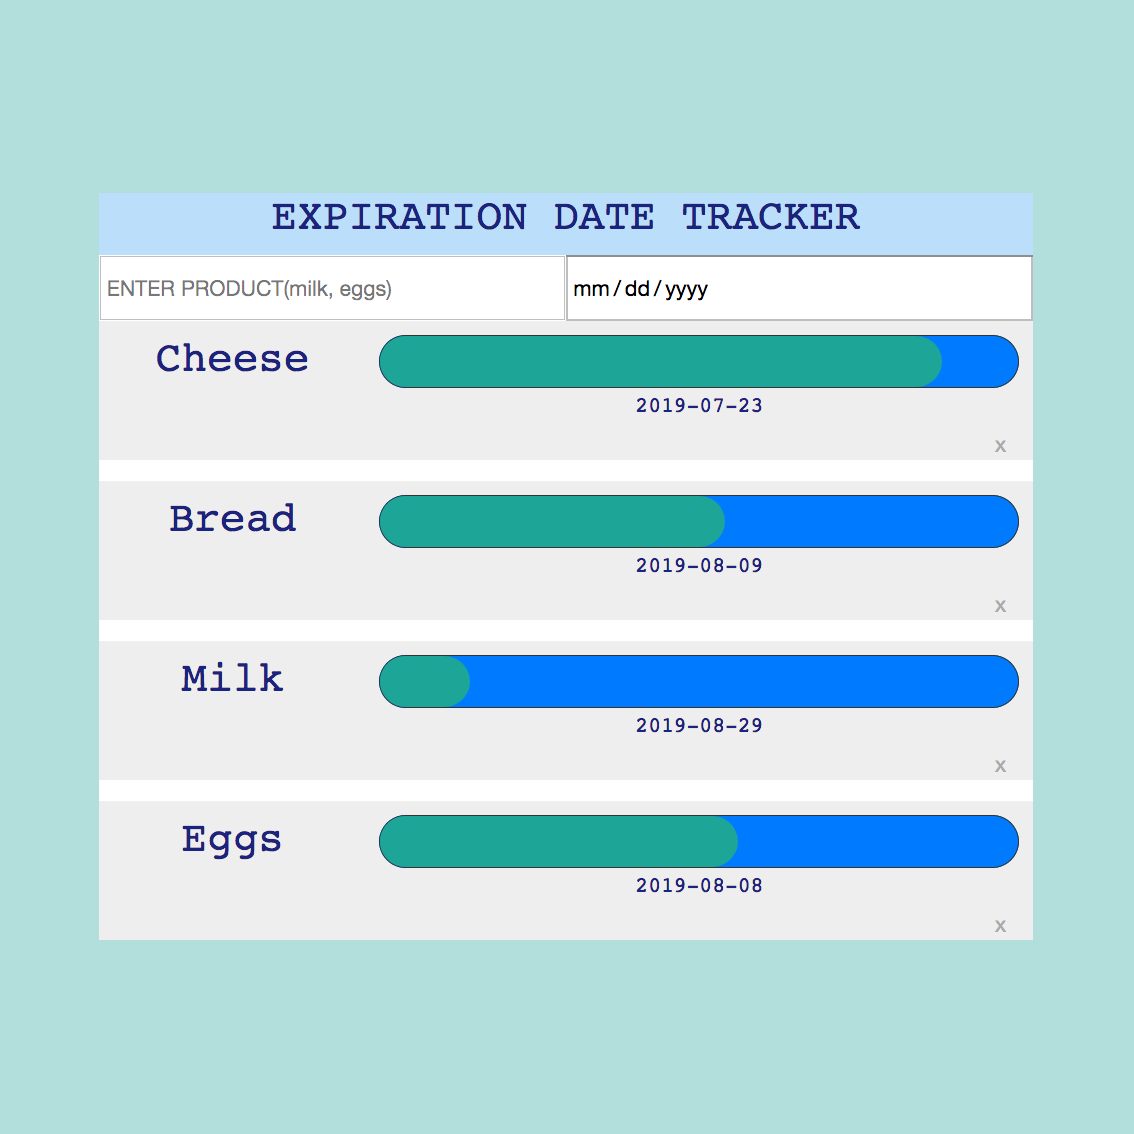 EXPIRATION DATE TRACKER
ENTER PRODUCT(milk, eggs) mm/dd/yyyy
Cheese
2019-07-23
x
Bread
2019-08-09
x
Milk
2019-08-29
x
Eggs
2019-08-08
x